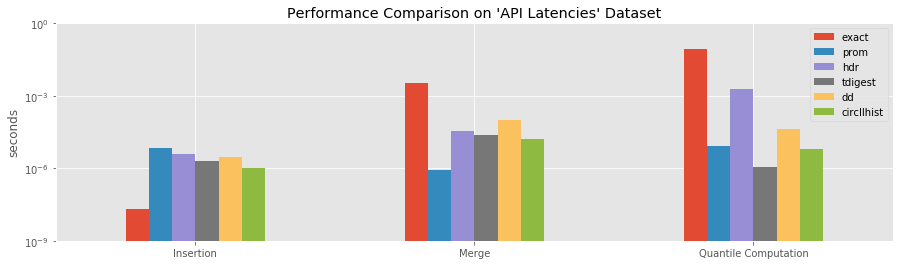 Performance Comparison on 'API Latencies' Dataset
seconds
10^0
10^-3
10^-6
10^-9
exact
prom
hdr
tdigest
dd
circllhist
Insertion
Merge
Quantile Computation